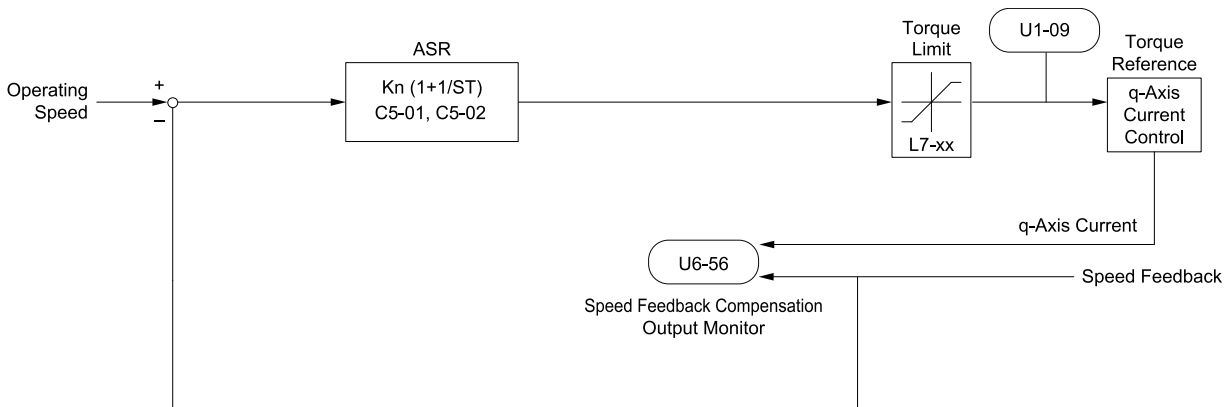 Operating
Speed
+
−
ASR
Kn (1+1/ST)
C5-01, C5-02
Torque
Limit
L7-xx
U1-09
Torque
Reference
q-Axis
Current
Control
q-Axis Current
U6-56
Speed Feedback
Speed Feedback Compensation
Output Monitor